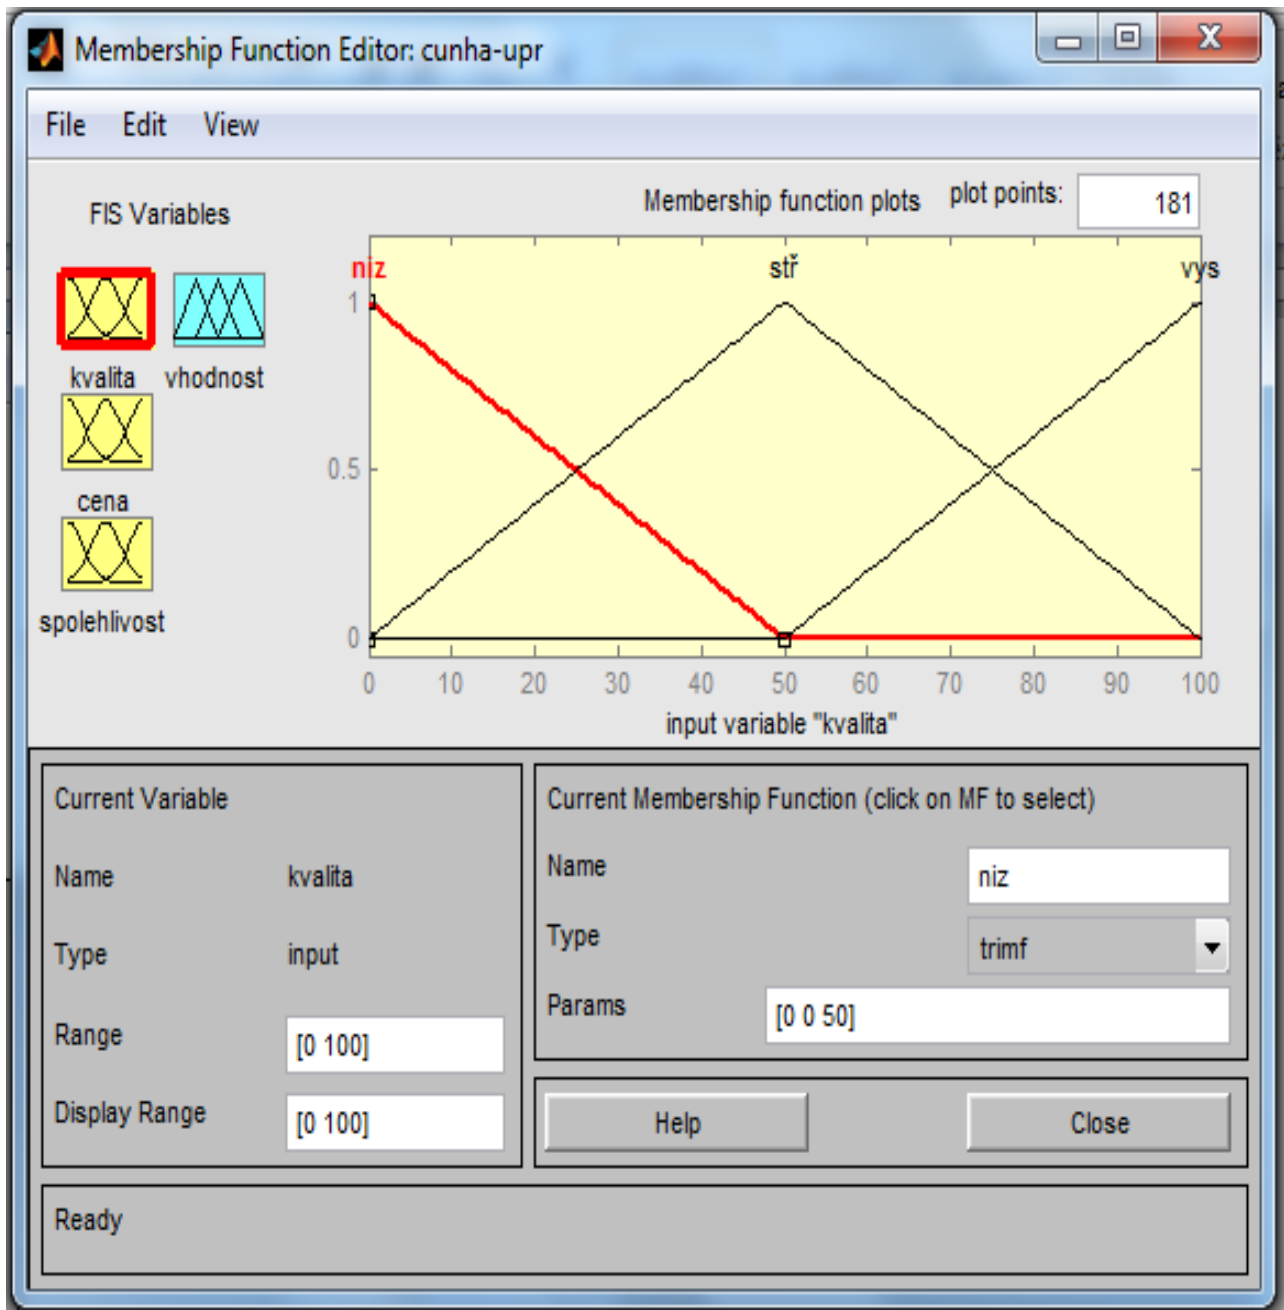 Membership Function Editor: cunha-upr
X
File Edit View
FIS Variables
Membership function plots plot points: 181
niz stř vys
kvalita vhodnost
cena
spolehlivost
1
0.5
0
0 10 20 30 40 50 60 70 80 90 100
input variable "kvalita"
Current Variable
Name kvalita
Type input
Range [0 100]
Display Range [0 100]
Current Membership Function (click on MF to select)
Name niz
Type trimf
Params [0 0 50]
Help Close
Ready